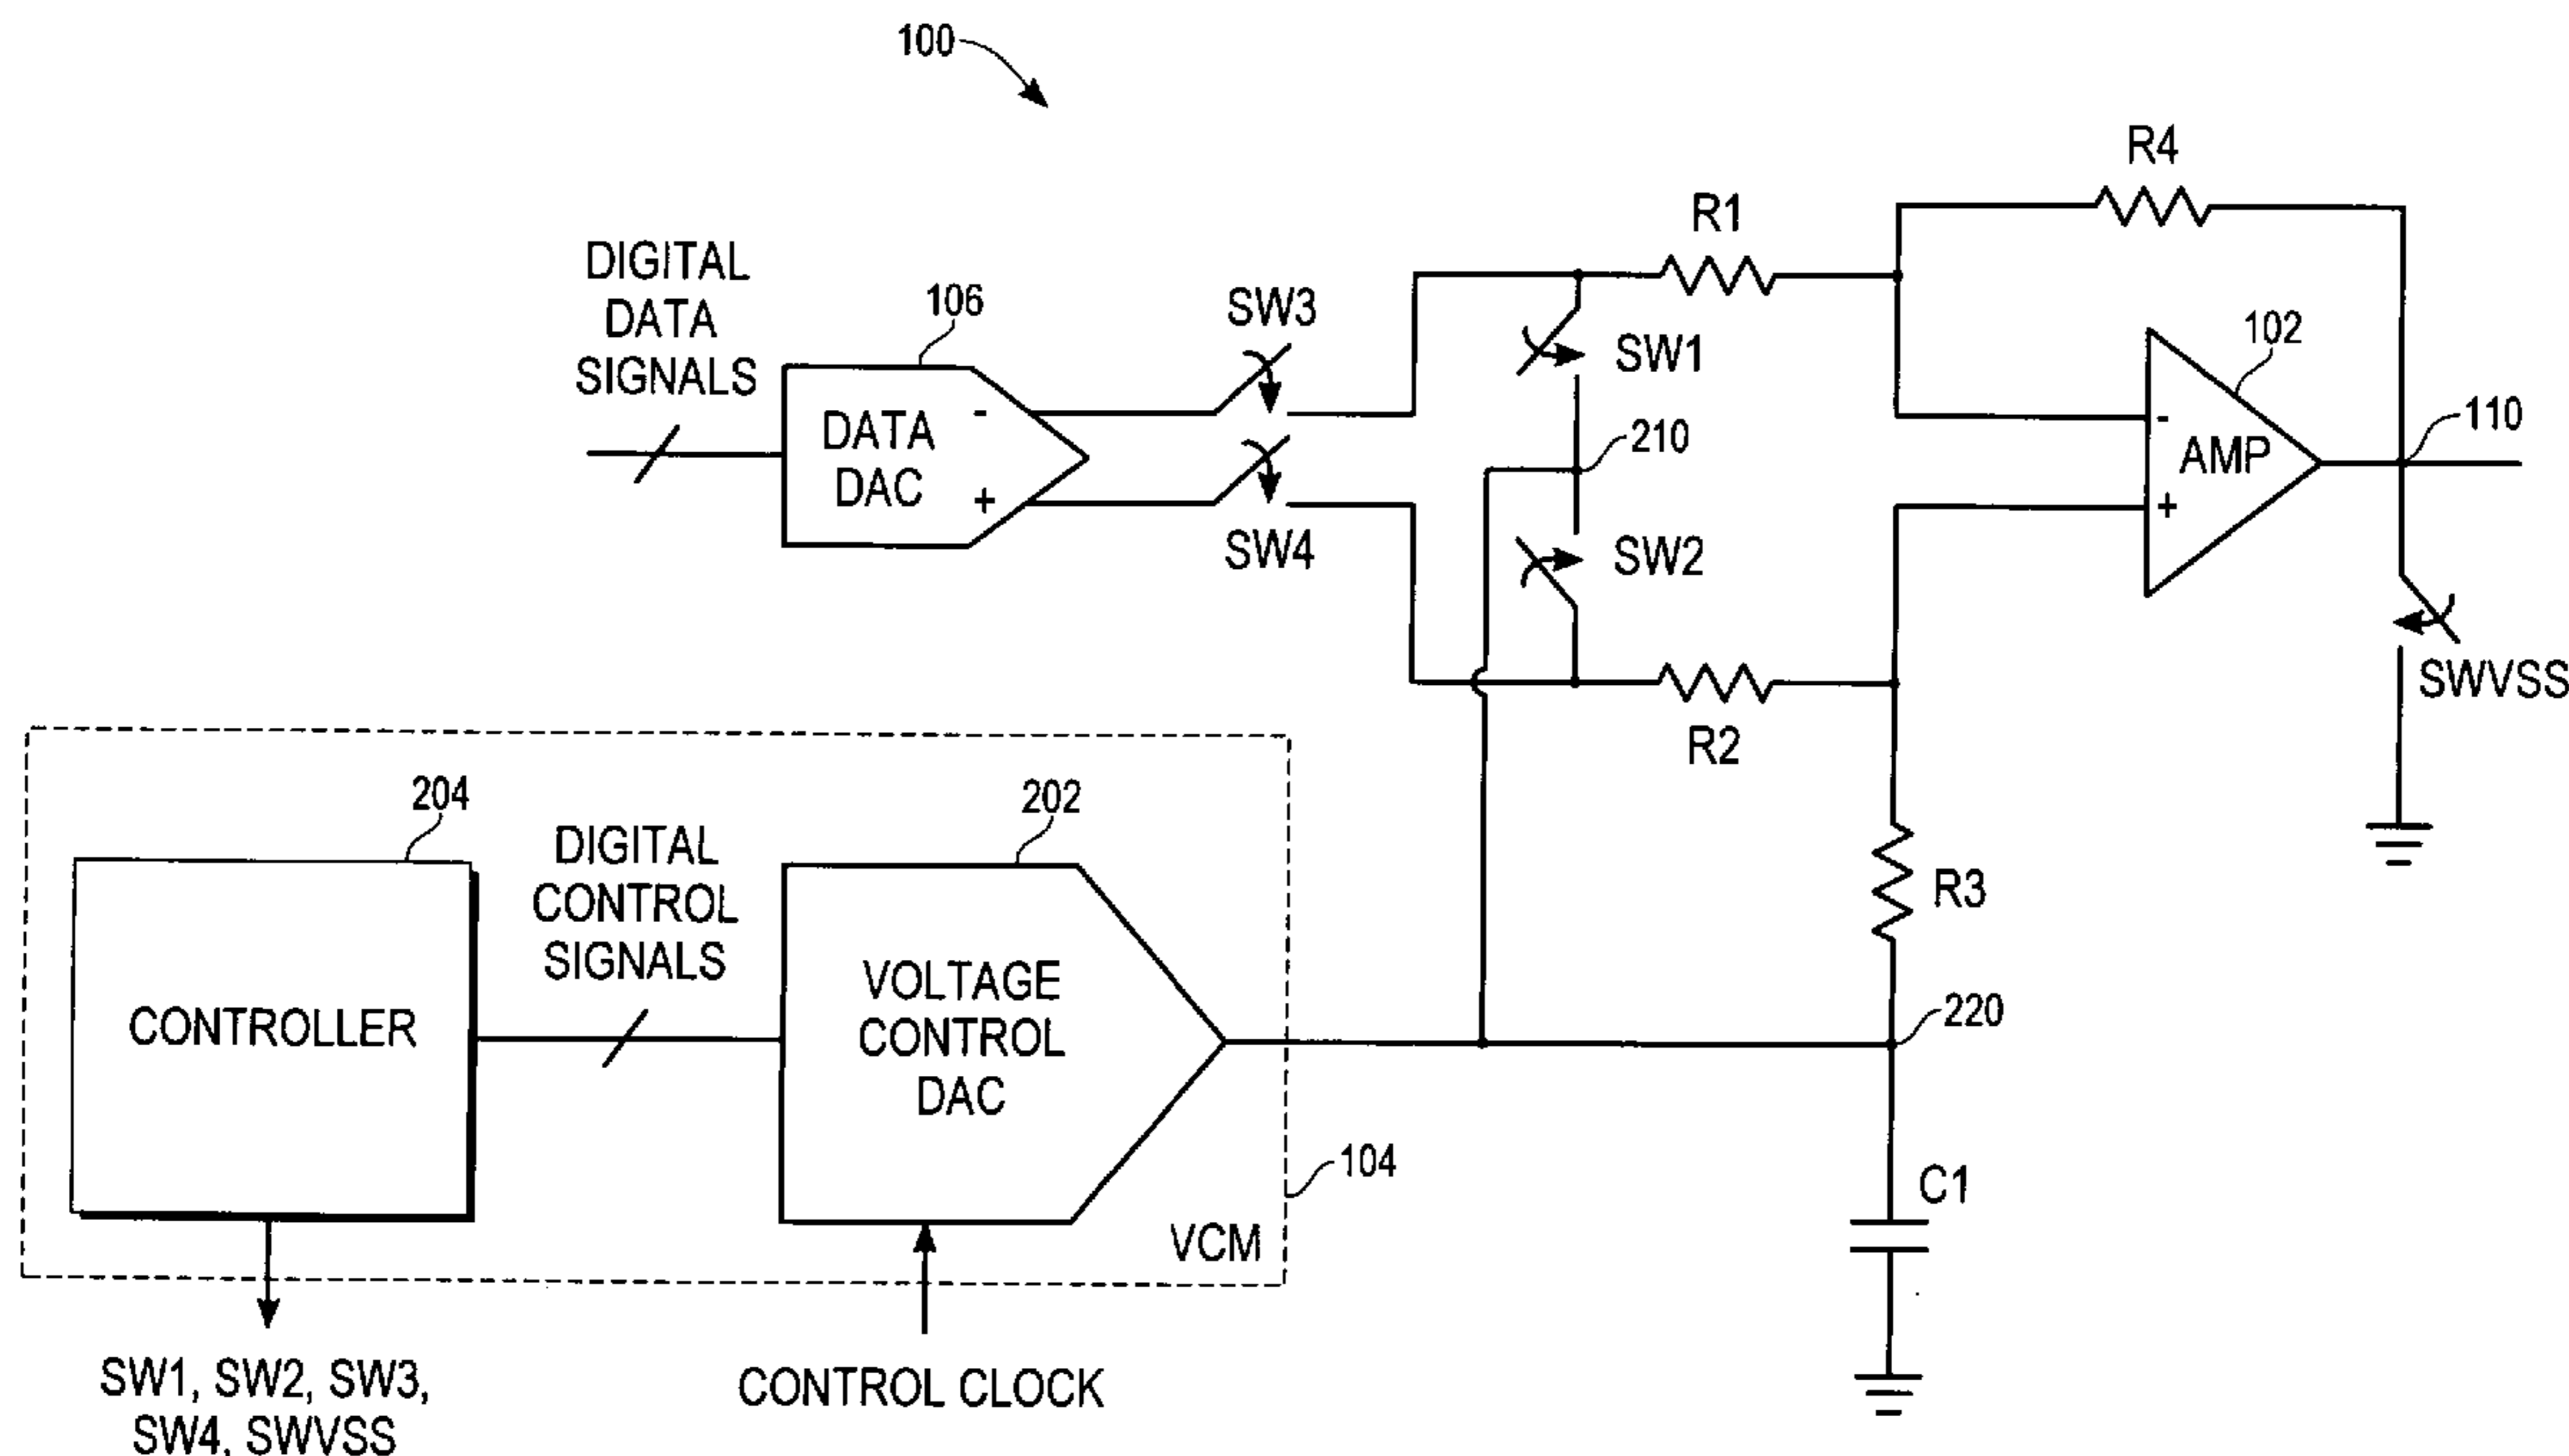 100
R4
R1
DIGITAL
DATA
SIGNALS
106
SW3
SW1
102
DATA
DAC
-
+
210
-
AMP
+
110
SW4
SW2
SWVSS
R2
204
DIGITAL
CONTROL
SIGNALS
202
R3
CONTROLLER
VOLTAGE
CONTROL
DAC
220
104
C1
VCM
SW1, SW2, SW3,
SW4, SWVSS
CONTROL CLOCK